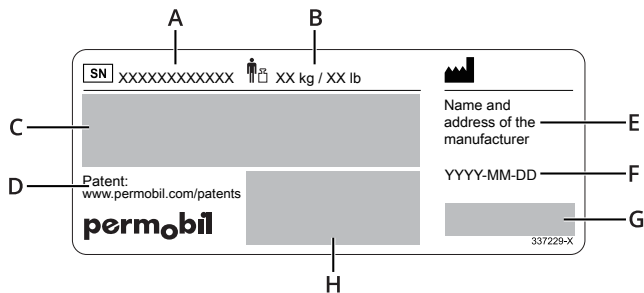 A
B
SN XXXXXXXXXXXX XX kg / XX lb
C
Name and
address of the
manufacturer
E
D
Patent:
www.permobil.com/patents
YYYY-MM-DD
F
permobil
G
337229-X
H